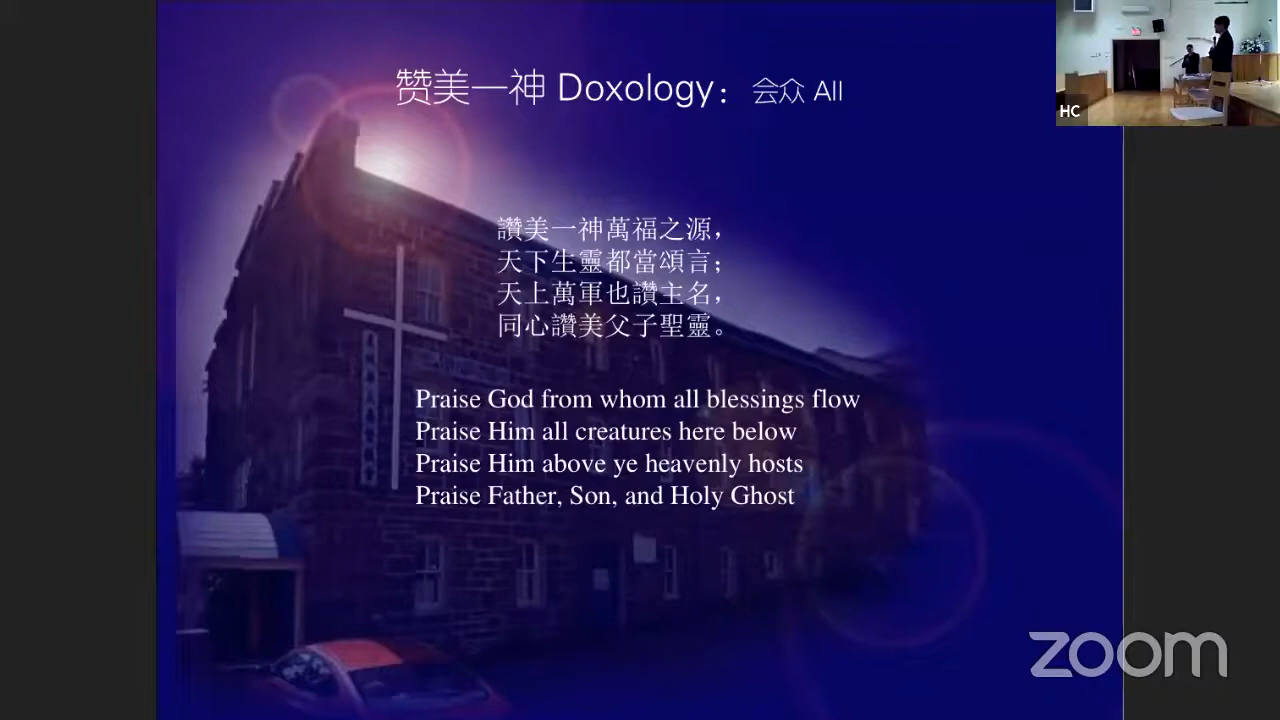 赞美一神 Doxology：会众 All
HC
讚美一神萬福之源，
天下生靈都當頌言；
天上萬軍也讚主名，
同心讚美父子聖靈。
Praise God from whom all blessings flow
Praise Him all creatures here below
Praise Him above ye heavenly hosts
Praise Father, Son, and Holy Ghost
zoom